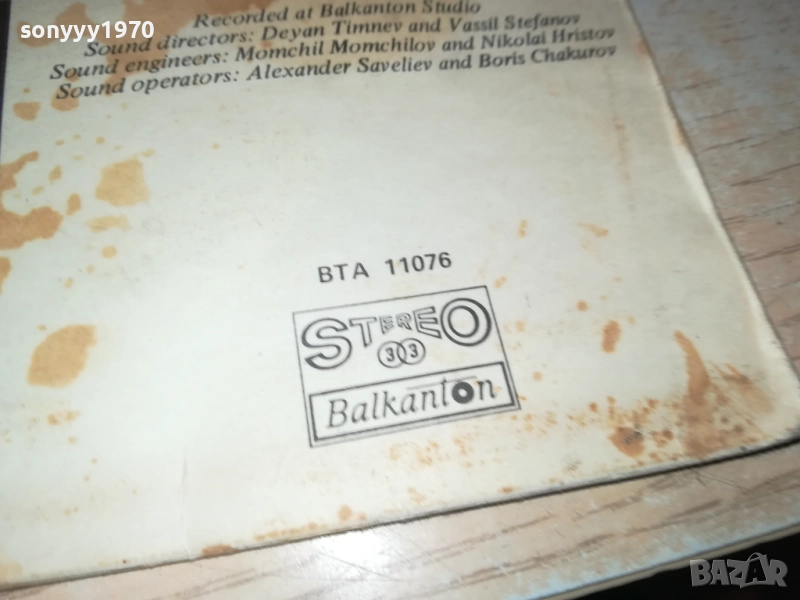 sonyyy1970
Recorded at Balkanton Studio
Sound directors: Deyan Timnev and Vassil Stefanov
Sound engineers: Momchil Momchilov and Nikolai Hristov
Sound operators: Alexander Saveliev and Boris Chakurov
BTA 11076
STEREO
33
Balkanton
БАZАР